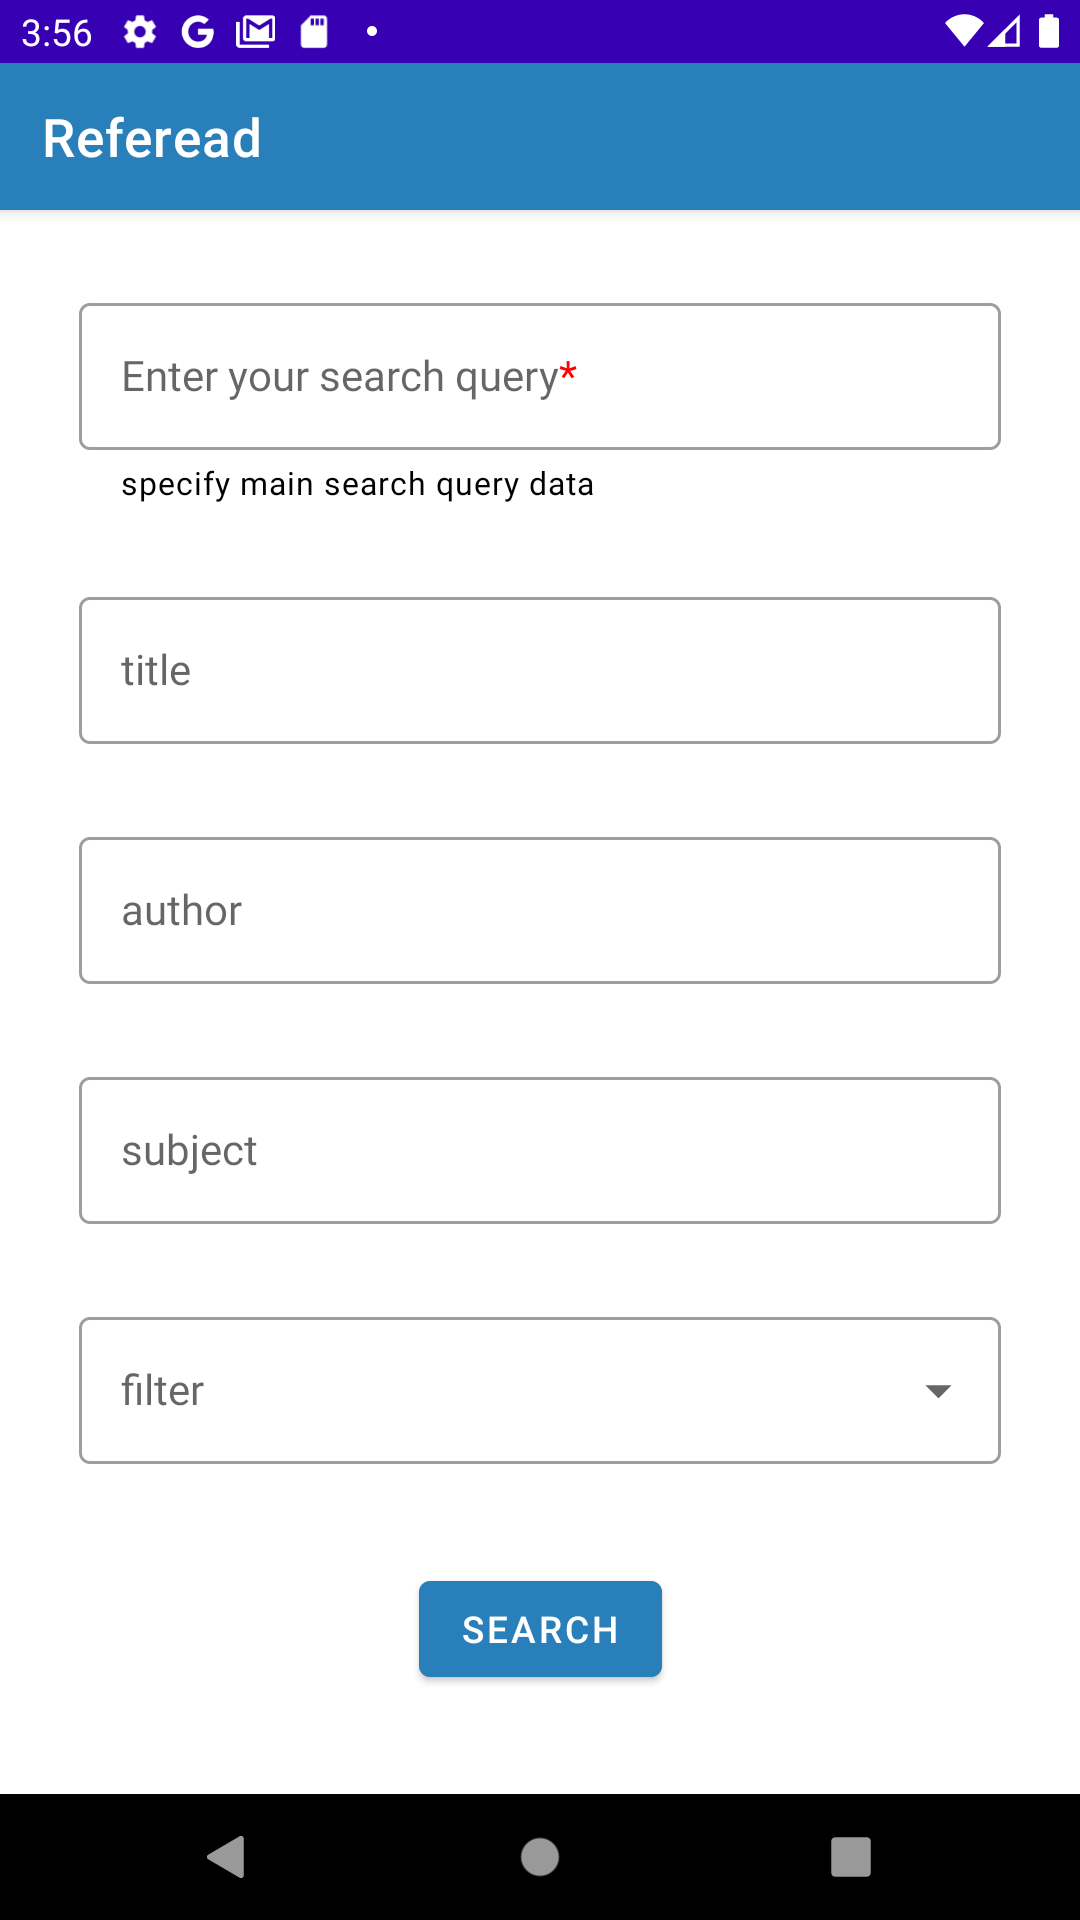 3:56
Referead
Enter your search query*
specify main search query data
title
author
subject
filter
SEARCH